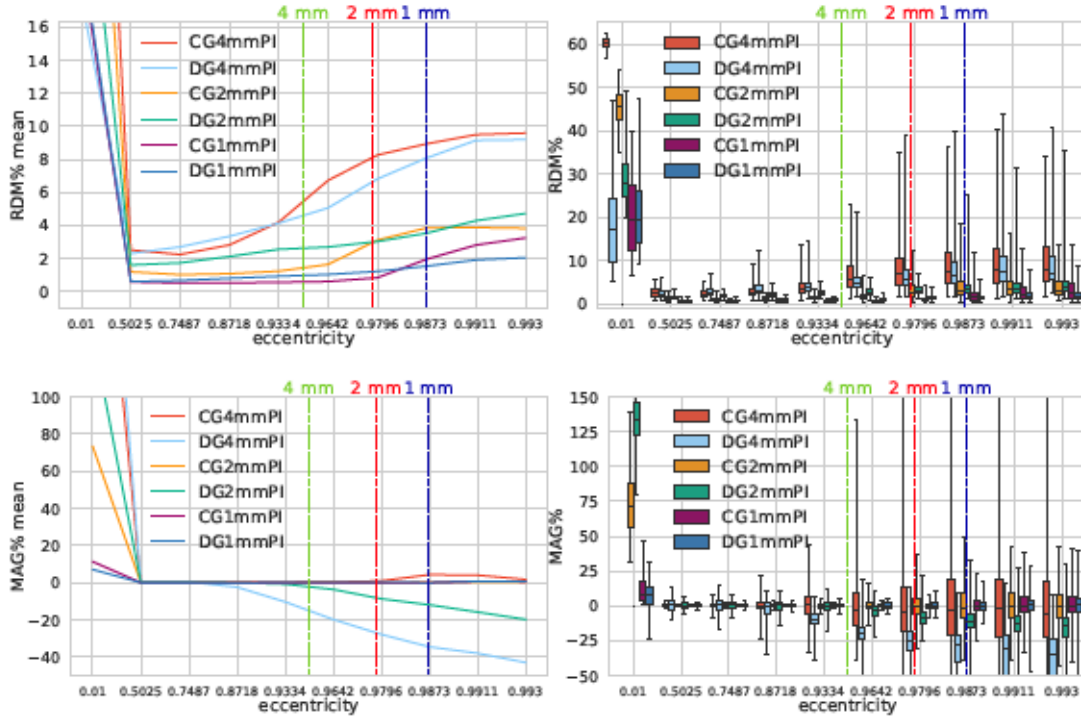 4 mm 2 mm 1 mm
16
14
12
10
8
6
4
2
0
RDM% mean
CG4mmPI
DG4mmPI
CG2mmPI
DG2mmPI
CG1mmPI
DG1mmPI
0.01 0.5025 0.7487 0.8718 0.9334 0.9642 0.9796 0.9873 0.9911 0.993
eccentricity
4 mm 2 mm 1 mm
60
50
40
30
20
10
0
RDM%
CG4mmPI
DG4mmPI
CG2mmPI
DG2mmPI
CG1mmPI
DG1mmPI
0.01 0.5025 0.7487 0.8718 0.9334 0.9642 0.9796 0.9873 0.9911 0.993
eccentricity
4 mm 2 mm 1 mm
100
80
60
40
20
0
−20
−40
MAG% mean
CG4mmPI
DG4mmPI
CG2mmPI
DG2mmPI
CG1mmPI
DG1mmPI
0.01 0.5025 0.7487 0.8718 0.9334 0.9642 0.9796 0.9873 0.9911 0.993
eccentricity
4 mm 2 mm 1 mm
150
125
100
75
50
25
0
−25
−50
MAG%
CG4mmPI
DG4mmPI
CG2mmPI
DG2mmPI
CG1mmPI
DG1mmPI
0.01 0.5025 0.7487 0.8718 0.9334 0.9642 0.9796 0.9873 0.9911 0.993
eccentricity